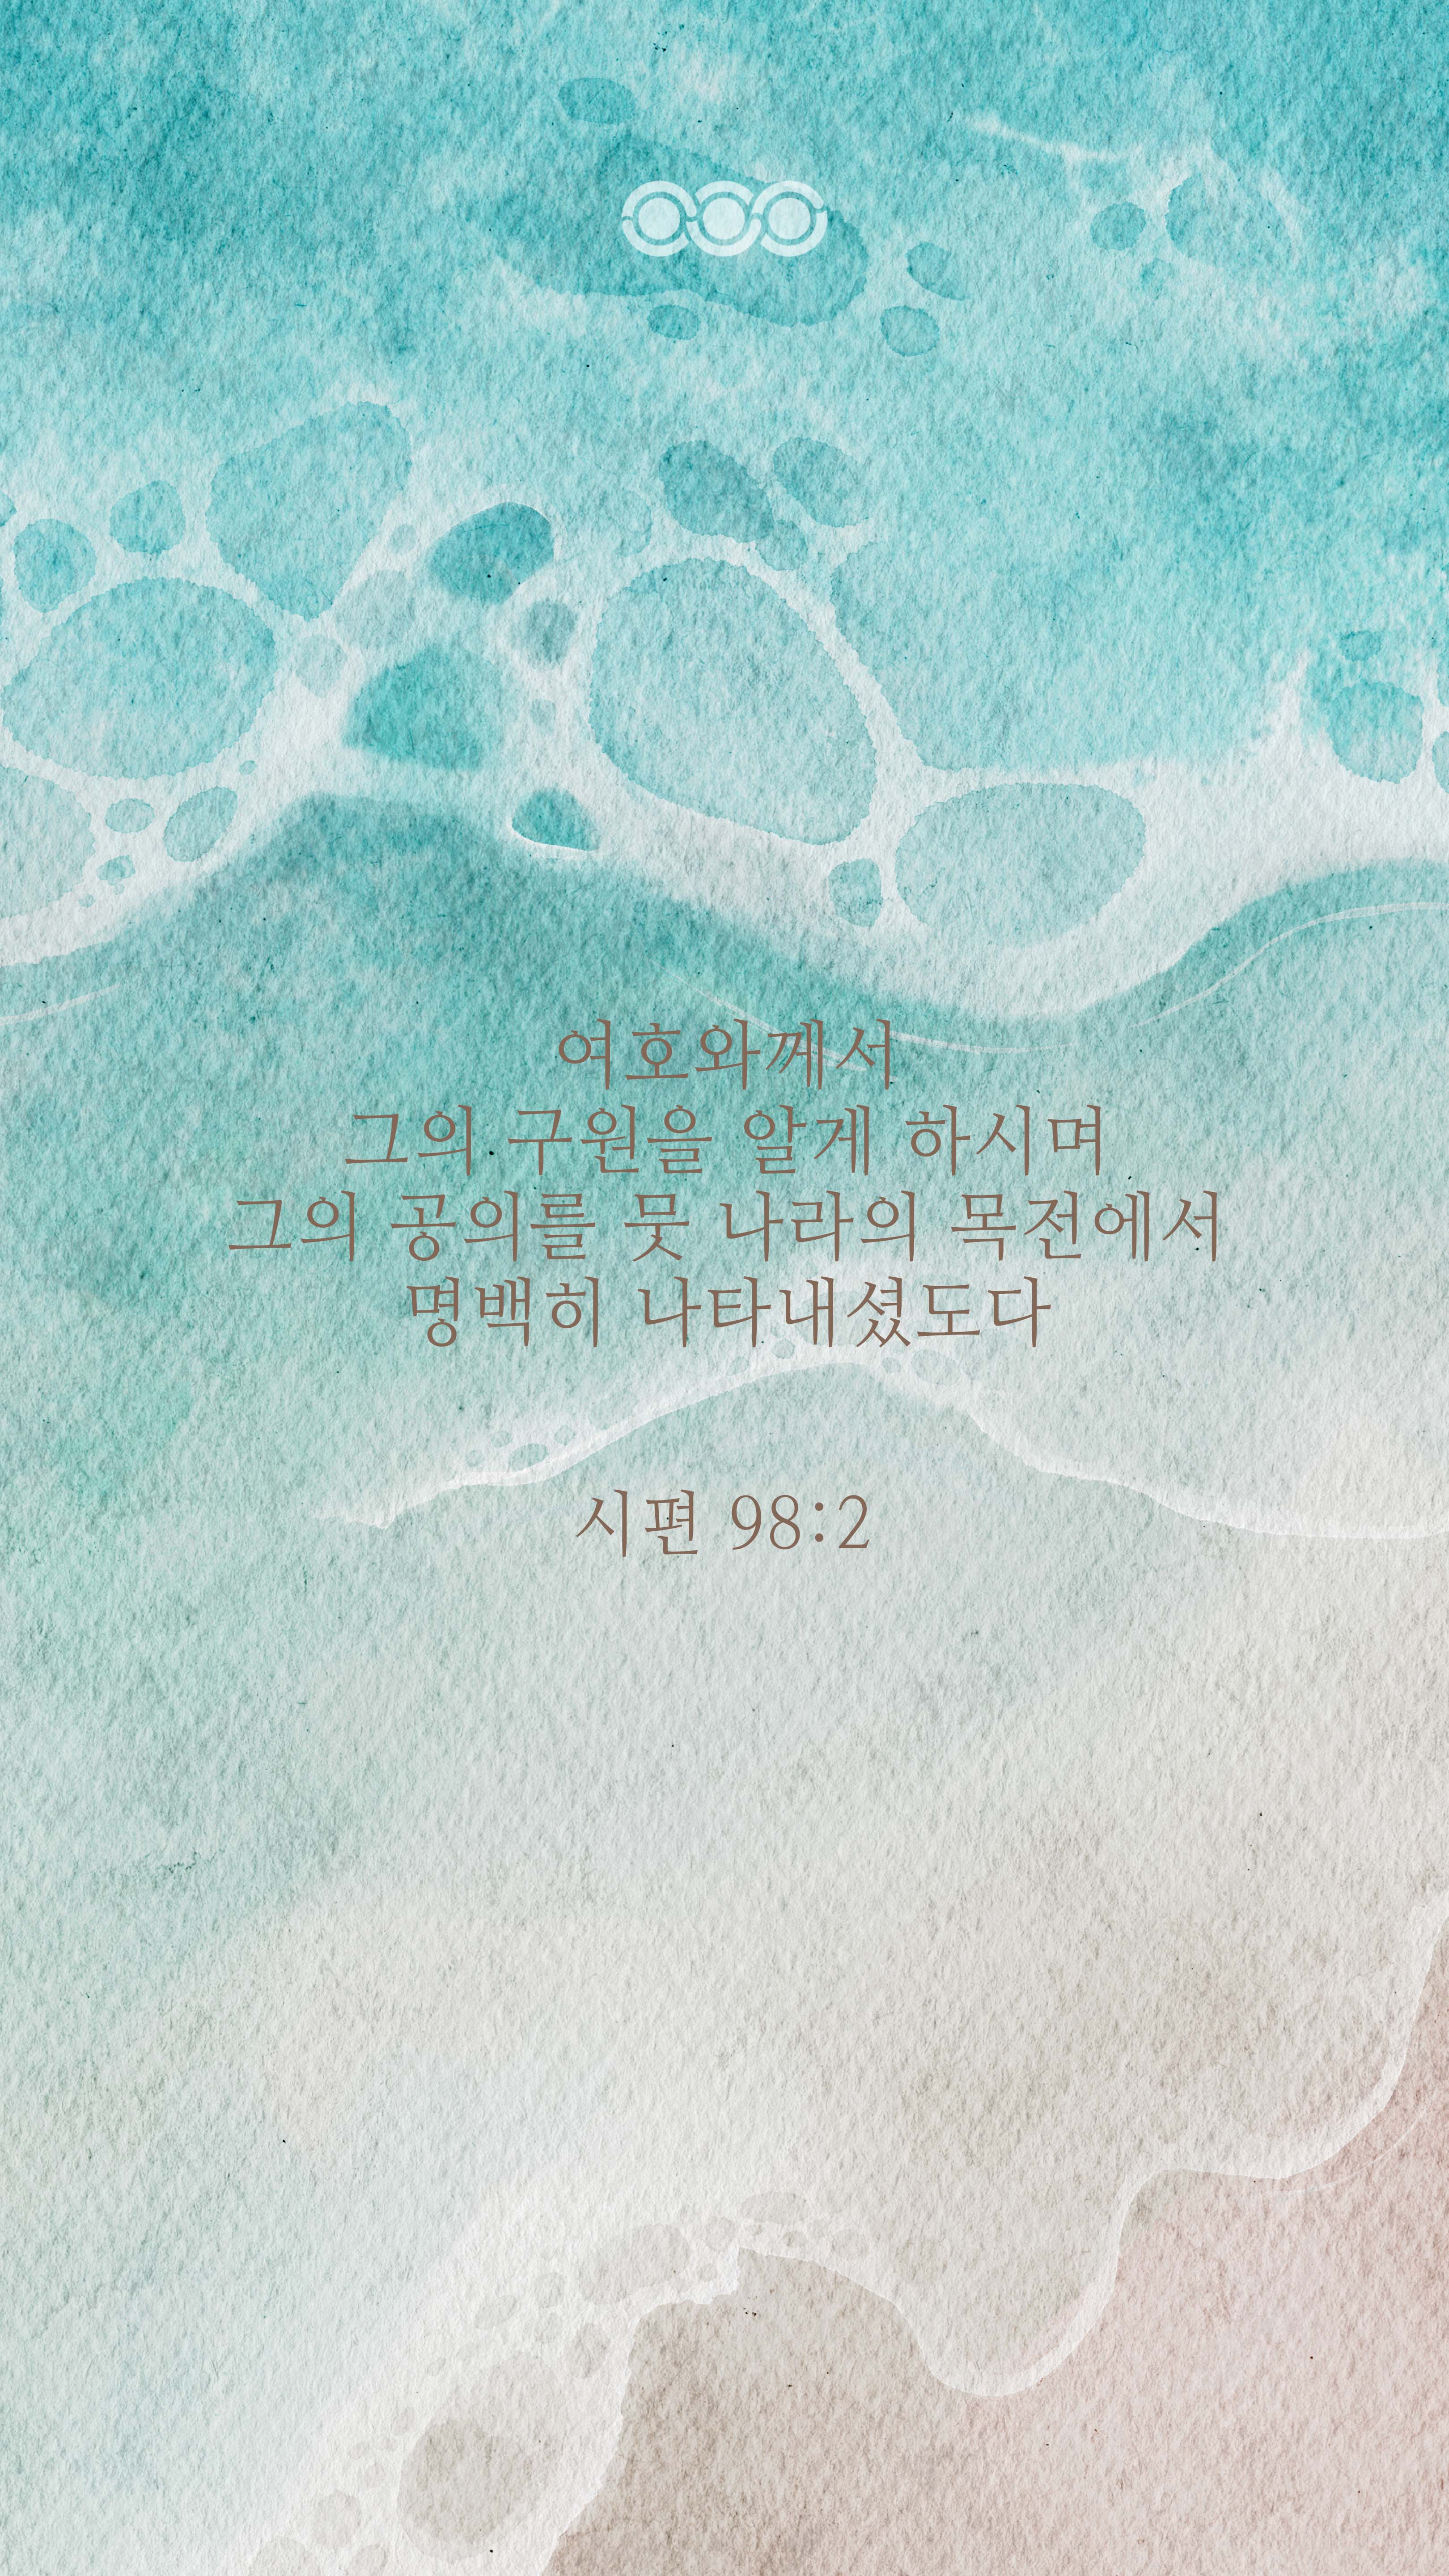 여호와께서
그의 구원을 알게 하시며
그의 공의를 뭇 나라의 목전에서
명백히 나타내셨도다
시편 98:2